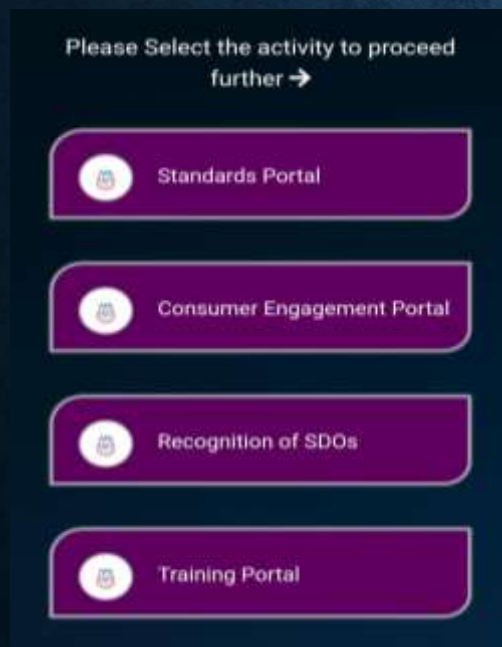 Please Select the activity to proceed
further →
Standards Portal
Consumer Engagement Portal
Recognition of SDOs
Training Portal